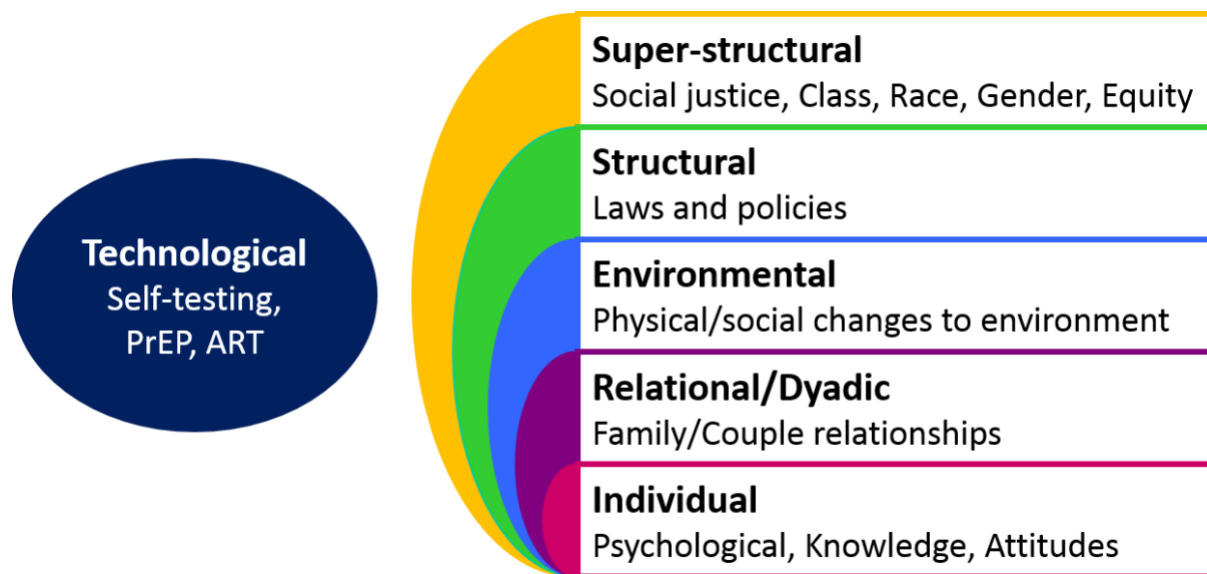 Technological
Self-testing,
PrEP, ART
Super-structural
Social justice, Class, Race, Gender, Equity
Structural
Laws and policies
Environmental
Physical/social changes to environment
Relational/Dyadic
Family/Couple relationships
Individual
Psychological, Knowledge, Attitudes